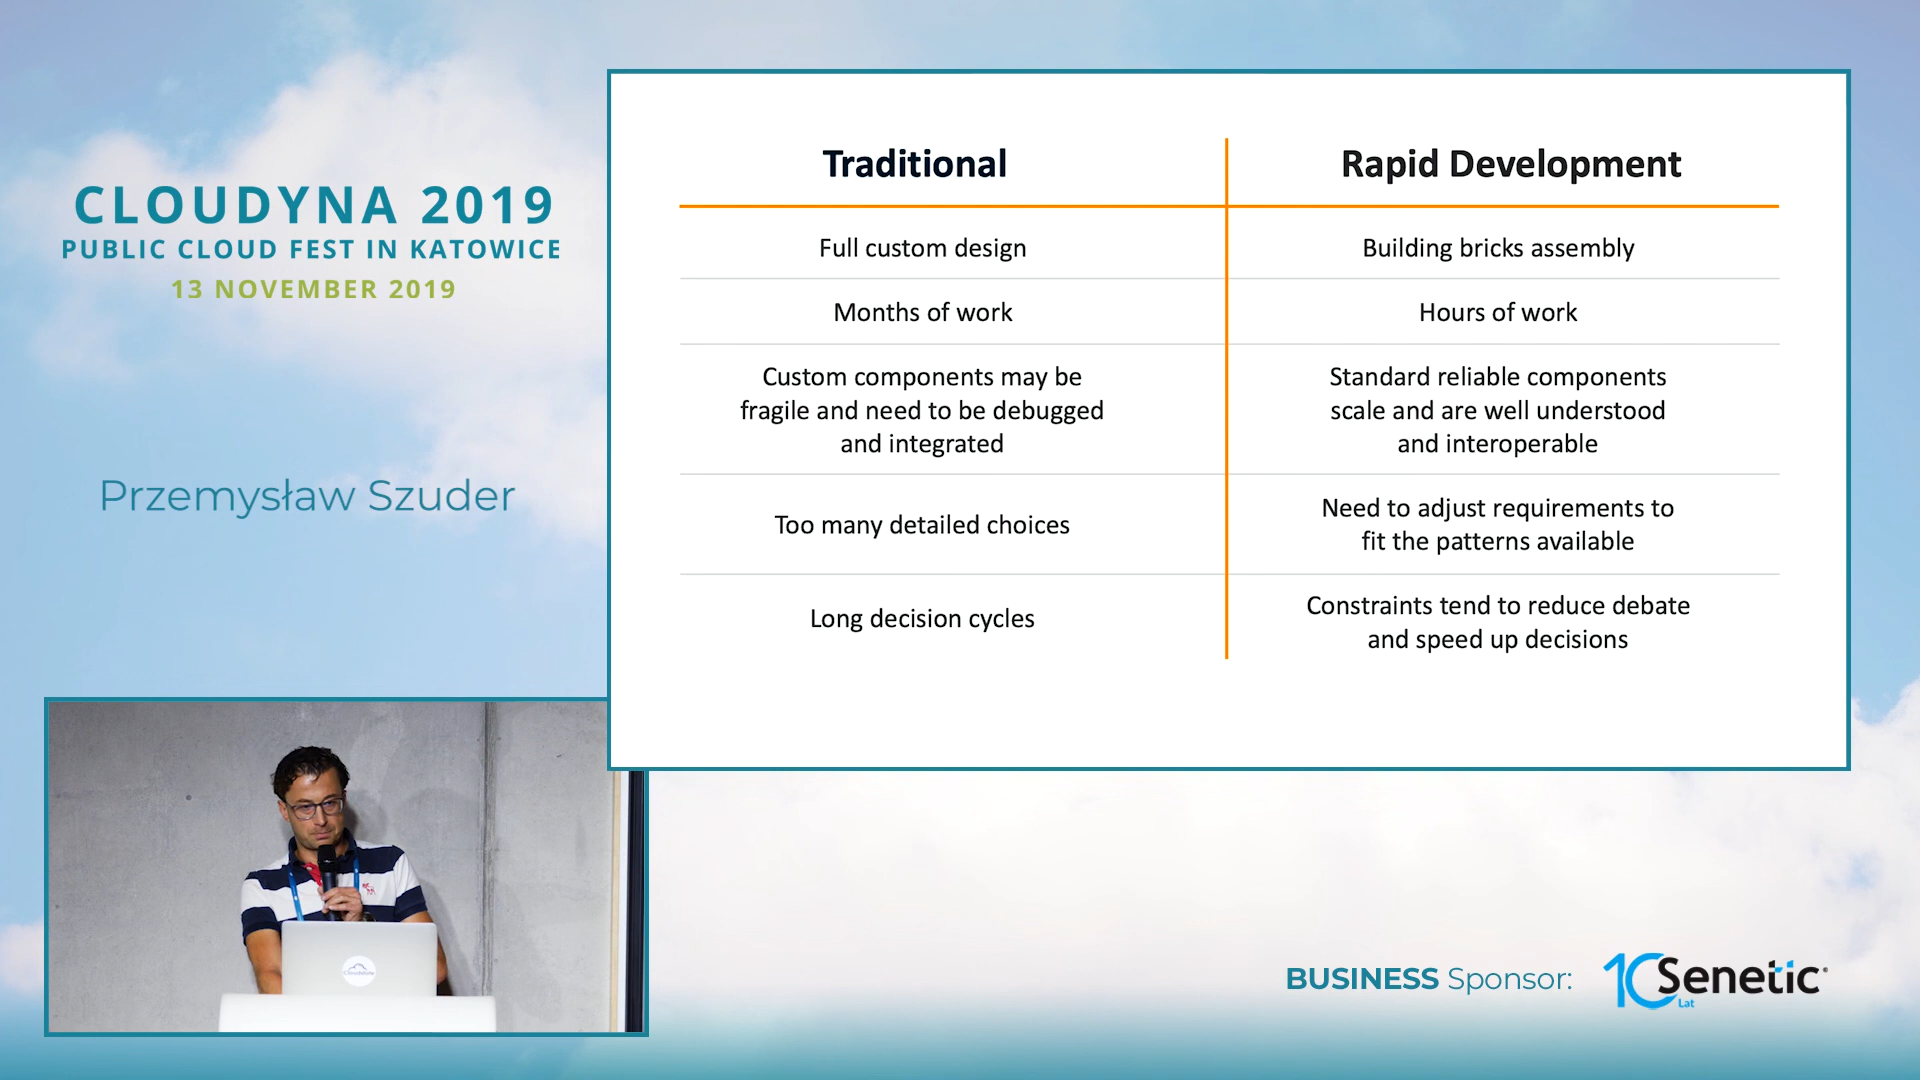 CLOUDYNA 2019
PUBLIC CLOUD FEST IN KATOWICE
13 NOVEMBER 2019
Przemysław Szuder
Traditional
Rapid Development
Full custom design
Building bricks assembly
Months of work
Hours of work
Custom components may be
fragile and need to be debugged
and integrated
Standard reliable components
scale and are well understood
and interoperable
Too many detailed choices
Need to adjust requirements to
fit the patterns available
Long decision cycles
Constraints tend to reduce debate
and speed up decisions
BUSINESS Sponsor:
10 Lat Senetic